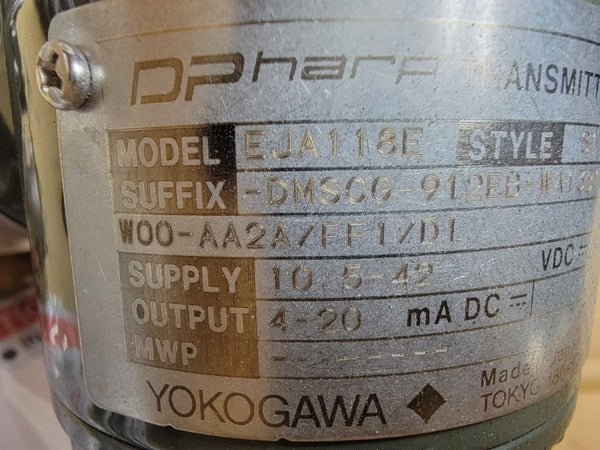 DPharp TRANSMITT
MODEL EJA118E STYLE S
SUFFIX -DMSCG-912EB-
W00-AA2A/FF1/D1
SUPPLY 10.5-42 VDC
OUTPUT 4-20 mA DC
MWP -------
YOKOGAWA Made
TOKYO